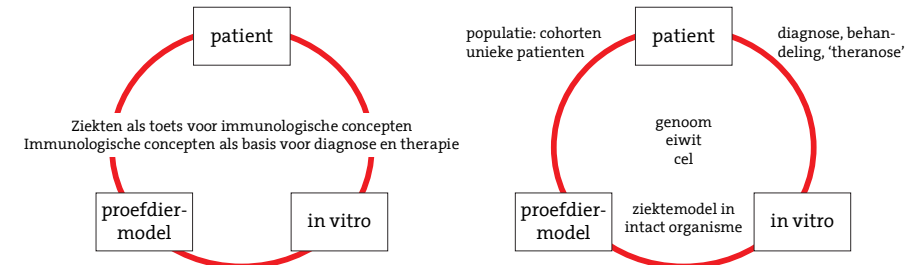 patient
Ziekten als toets voor immunologische concepten
Immunologische concepten als basis voor diagnose en therapie
proefdier-
model
in vitro
populatie: cohorten
unieke patienten
patient
diagnose, behan-
deling, ‘theranose’
genoom
eiwit
cel
proefdier-
model
ziektemodel in
intact organisme
in vitro